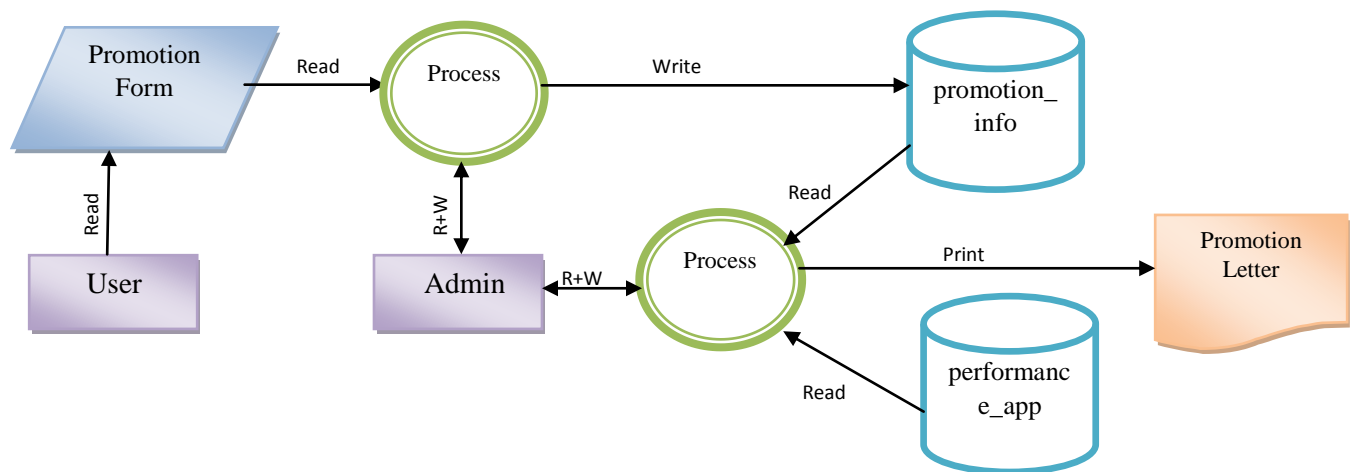 Promotion
Form
Read
Process
Write
promotion_
info
Read
R+W
Read
User
Admin
R+W
Process
Print
Promotion
Letter
performanc
e_app
Read